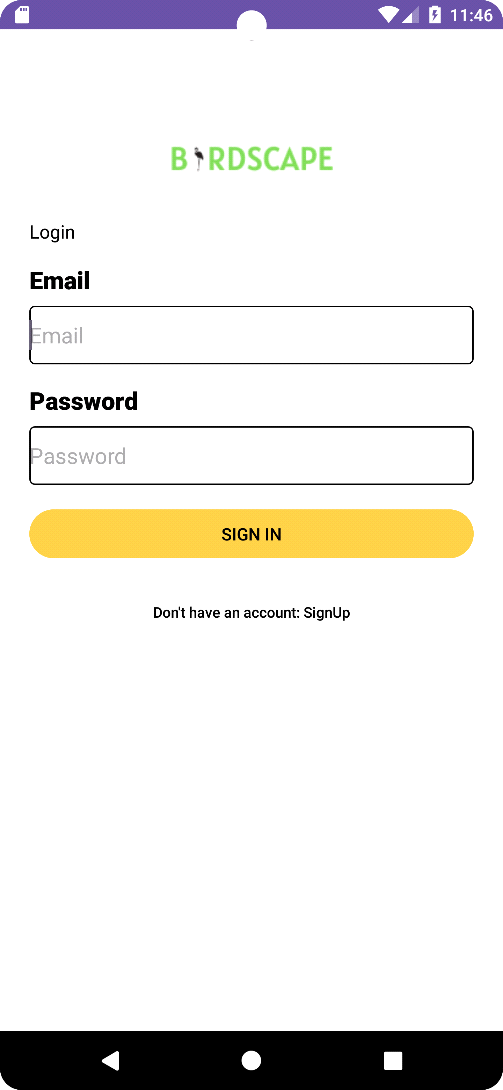 11:46
BIRDSCAPE
Login
Email
Email
Password
Password
SIGN IN
Don't have an account: SignUp